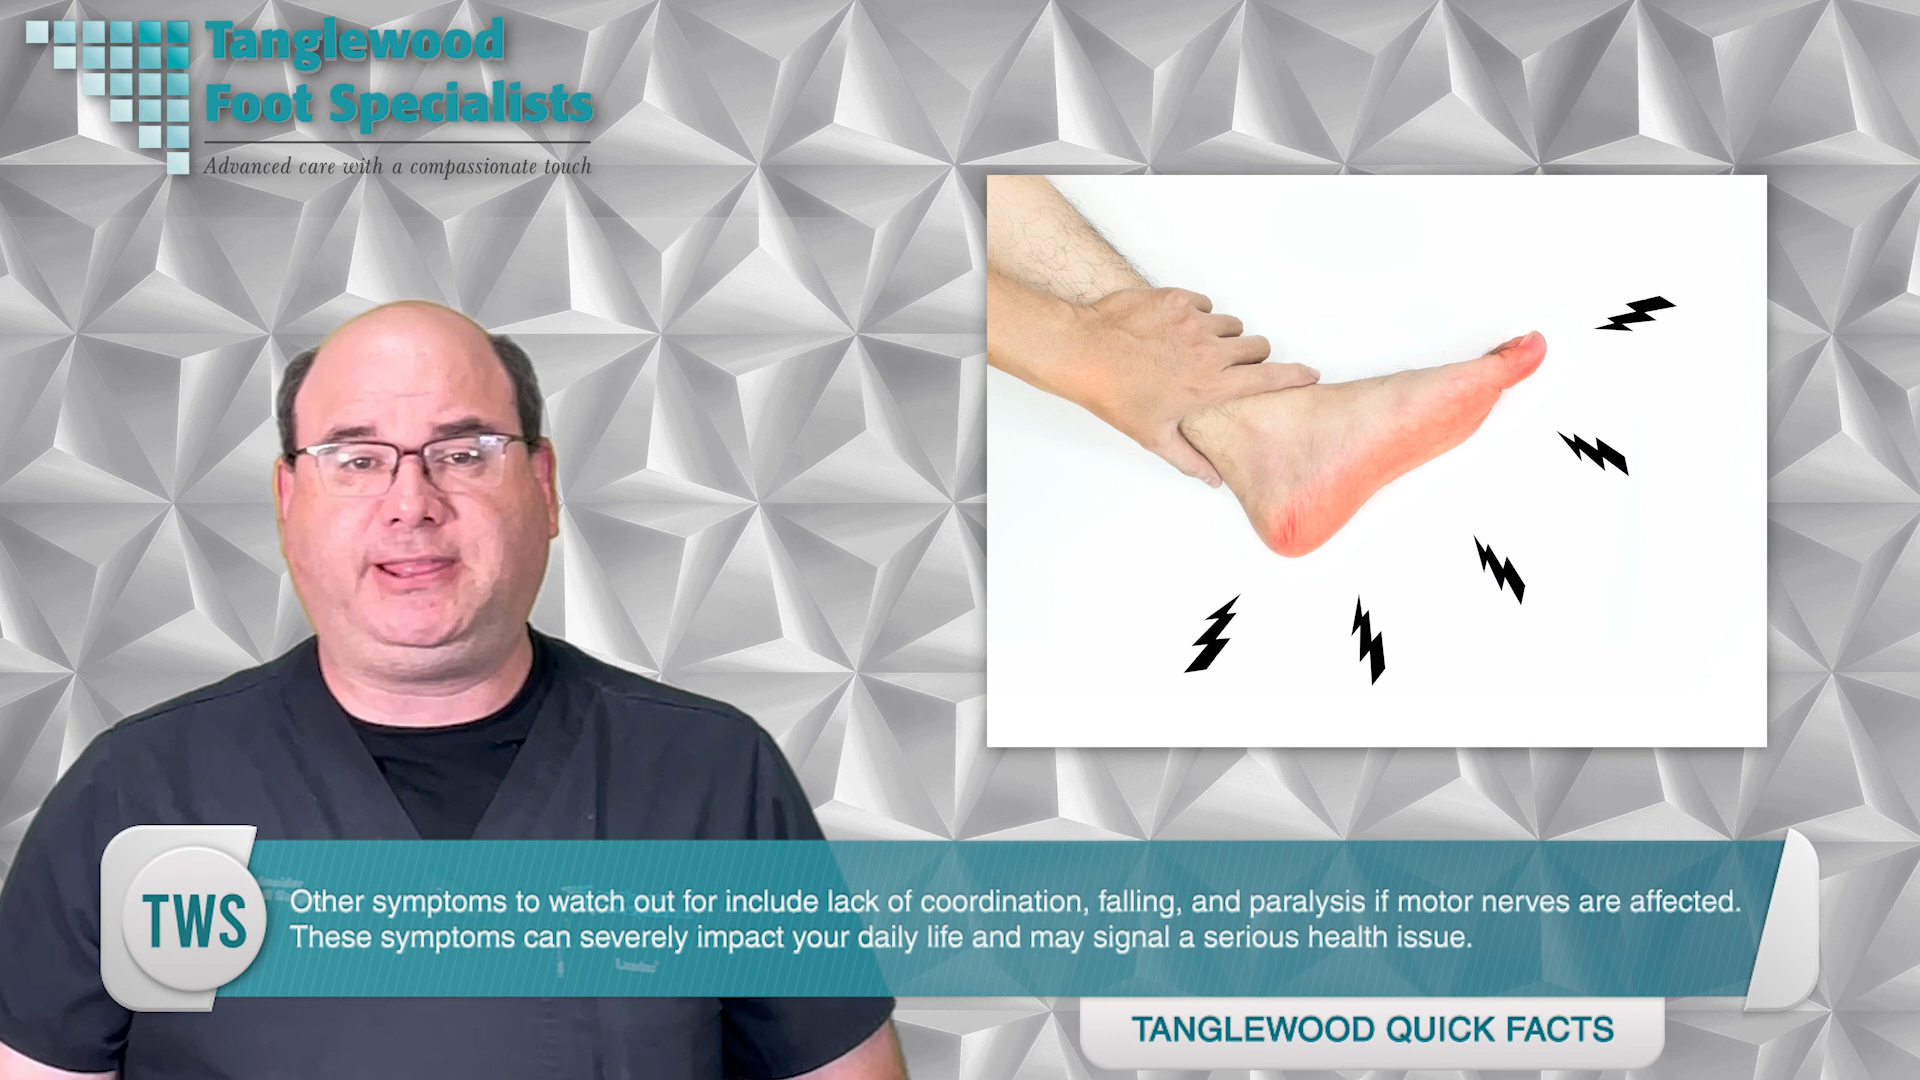 Tanglewood
Foot Specialists
Advanced care with a compassionate touch
TWS
Other symptoms to watch out for include lack of coordination, falling, and paralysis if motor nerves are affected.
These symptoms can severely impact your daily life and may signal a serious health issue.
TANGLEWOOD QUICK FACTS